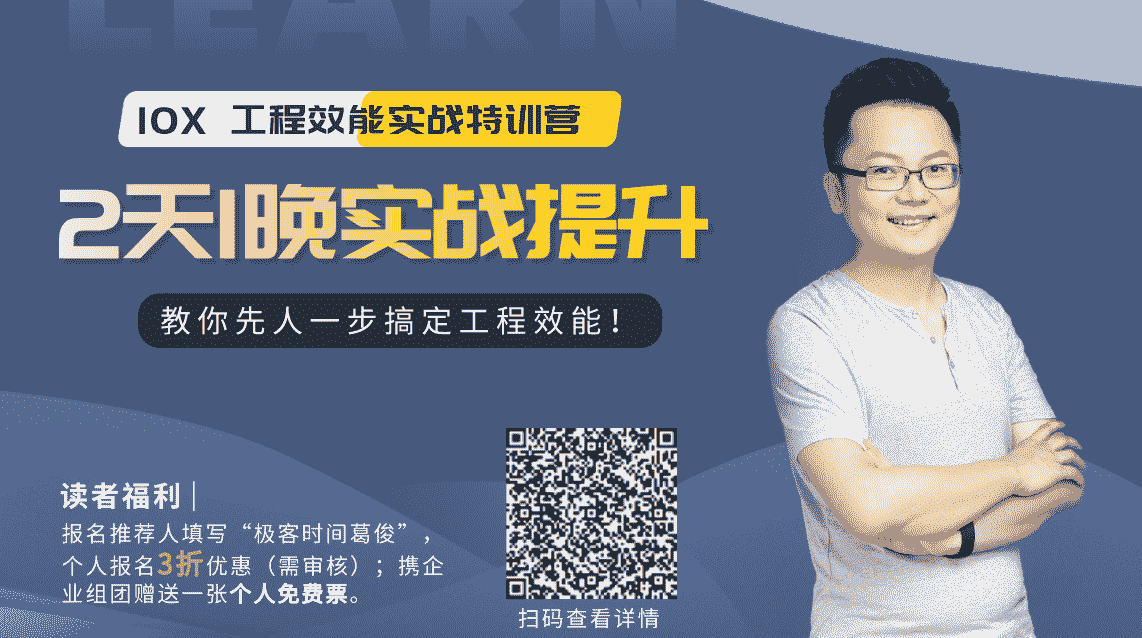 LEARN
10X 工程效能实战特训营
2天1晚实战提升
教你先人一步搞定工程效能！
读者福利
报名推荐人填写“极客时间葛俊”，
个人报名3折优惠（需审核）；携企
业组团赠送一张个人免费票。
扫码查看详情